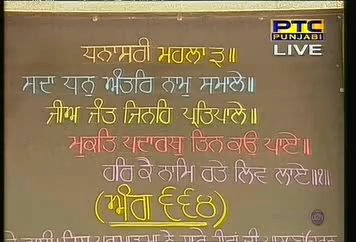 PTC
PUNJABI
LIVE
ਧਨਾਸਰੀ ਮਹਲਾ ੩॥
ਸਦਾ ਧਨੁ ਅੰਤਰਿ ਨਾਮੁ ਸਮਾਲੇ॥
ਜੀਅ ਜੰਤ ਜਿਨਹਿ ਪ੍ਰਤਿਪਾਲੇ॥
ਮੁਕਤਿ ਪਦਾਰਥੁ ਤਿਨ ਕਉ ਪਾਏ॥
ਹਰਿ ਕੈ ਨਾਮਿ ਰਤੇ ਲਿਵ ਲਾਏ॥੧॥
(ਅੰਗ ੬੬੪)